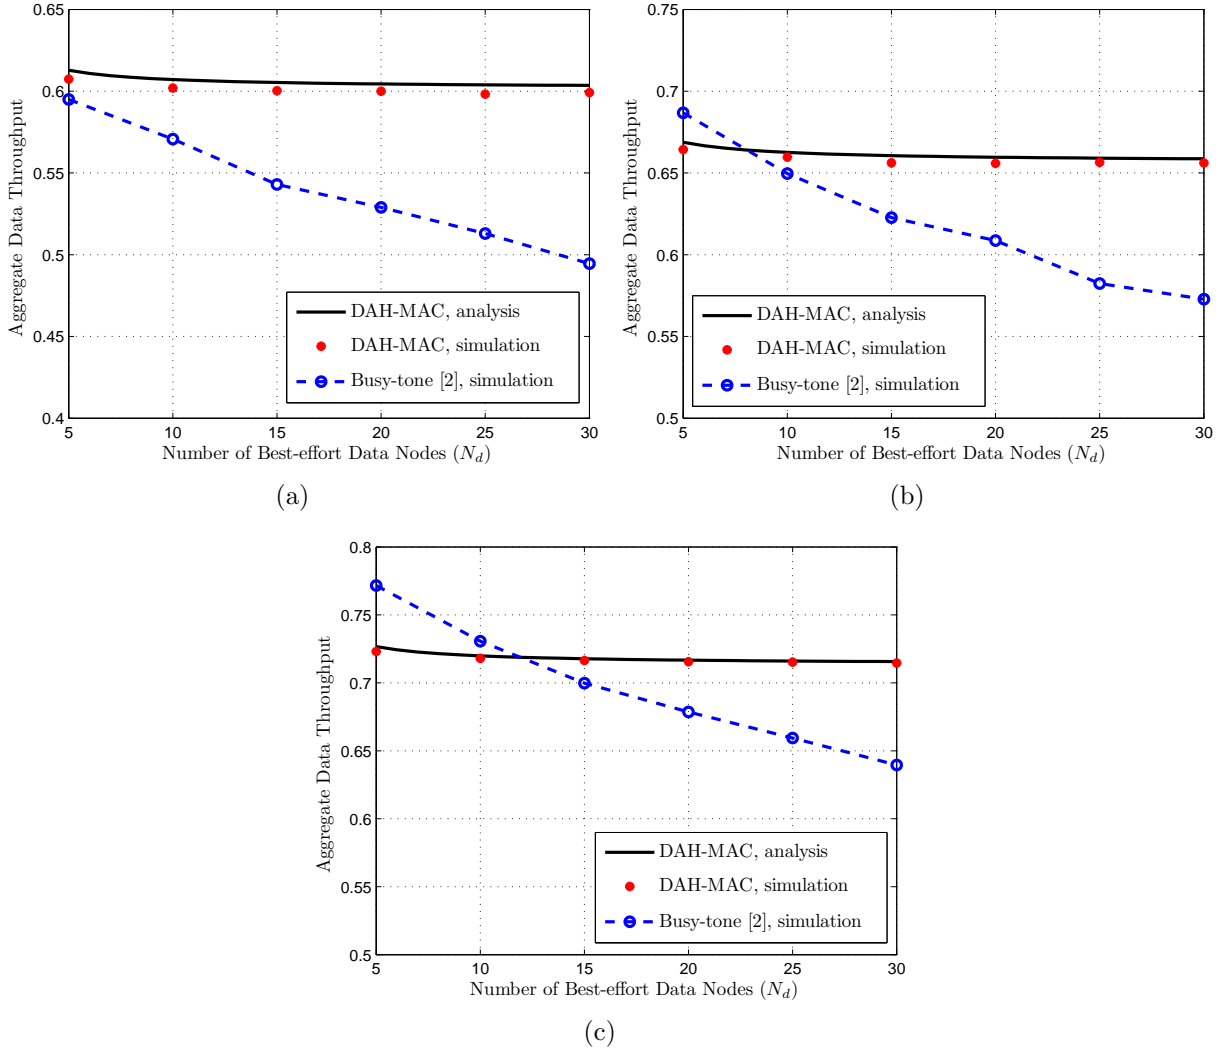 0.65
0.6
0.55
0.5
0.45
0.4
Aggregate Data Throughput
DAH-MAC, analysis
DAH-MAC, simulation
Busy-tone [2], simulation
5 10 15 20 25 30
Number of Best-effort Data Nodes (N_d)
(a)
0.75
0.7
0.65
0.6
0.55
0.5
Aggregate Data Throughput
DAH-MAC, analysis
DAH-MAC, simulation
Busy-tone [2], simulation
5 10 15 20 25 30
Number of Best-effort Data Nodes (N_d)
(b)
0.8
0.75
0.7
0.65
0.6
0.55
0.5
Aggregate Data Throughput
DAH-MAC, analysis
DAH-MAC, simulation
Busy-tone [2], simulation
5 10 15 20 25 30
Number of Best-effort Data Nodes (N_d)
(c)